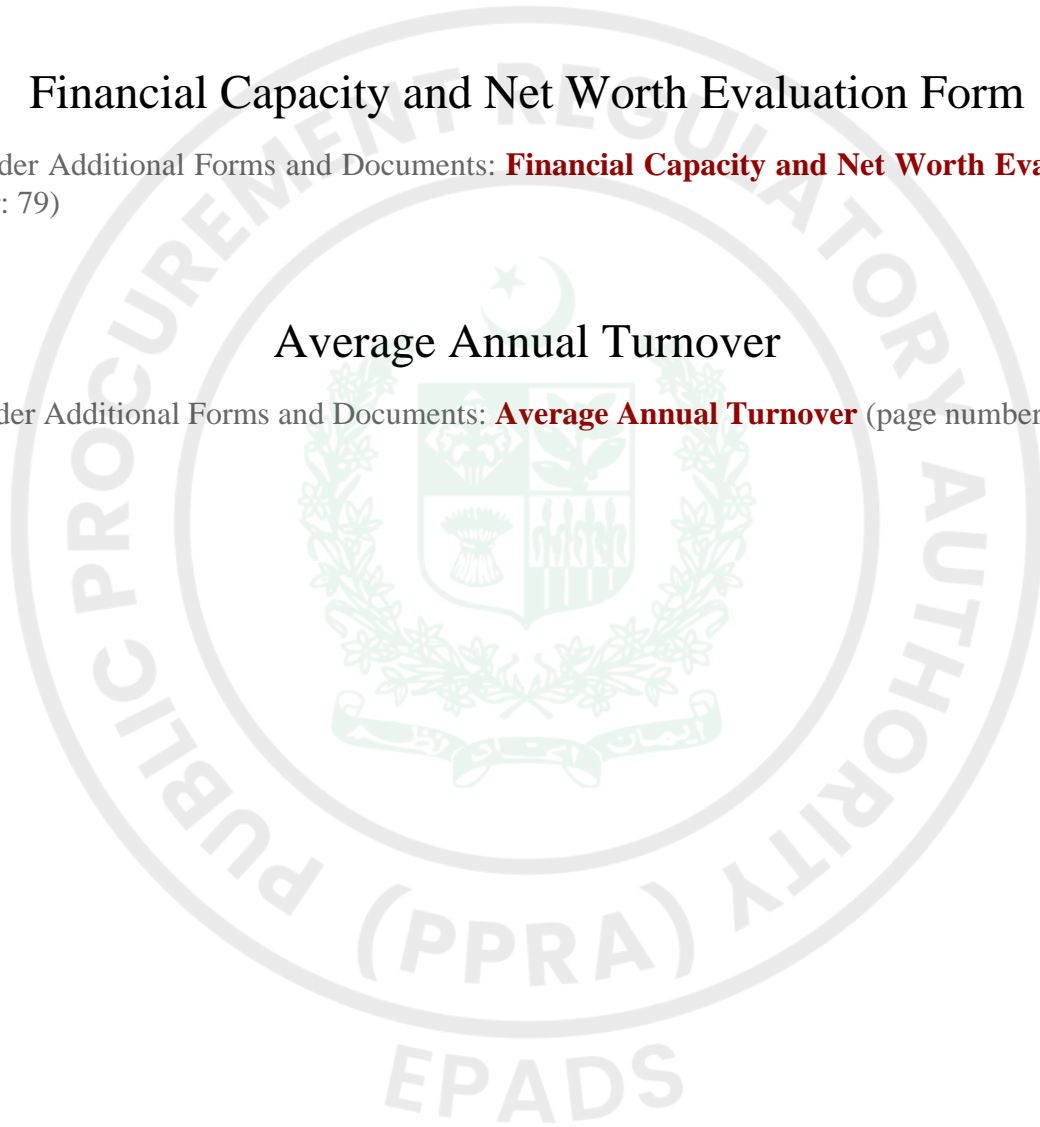 Financial Capacity and Net Worth Evaluation Form
der Additional Forms and Documents: Financial Capacity and Net Worth Eva
: 79)
Average Annual Turnover
der Additional Forms and Documents: Average Annual Turnover (page number
PUBLIC PROCUREMENT REGULATORY AUTHORITY
(PPRA)
EPADS